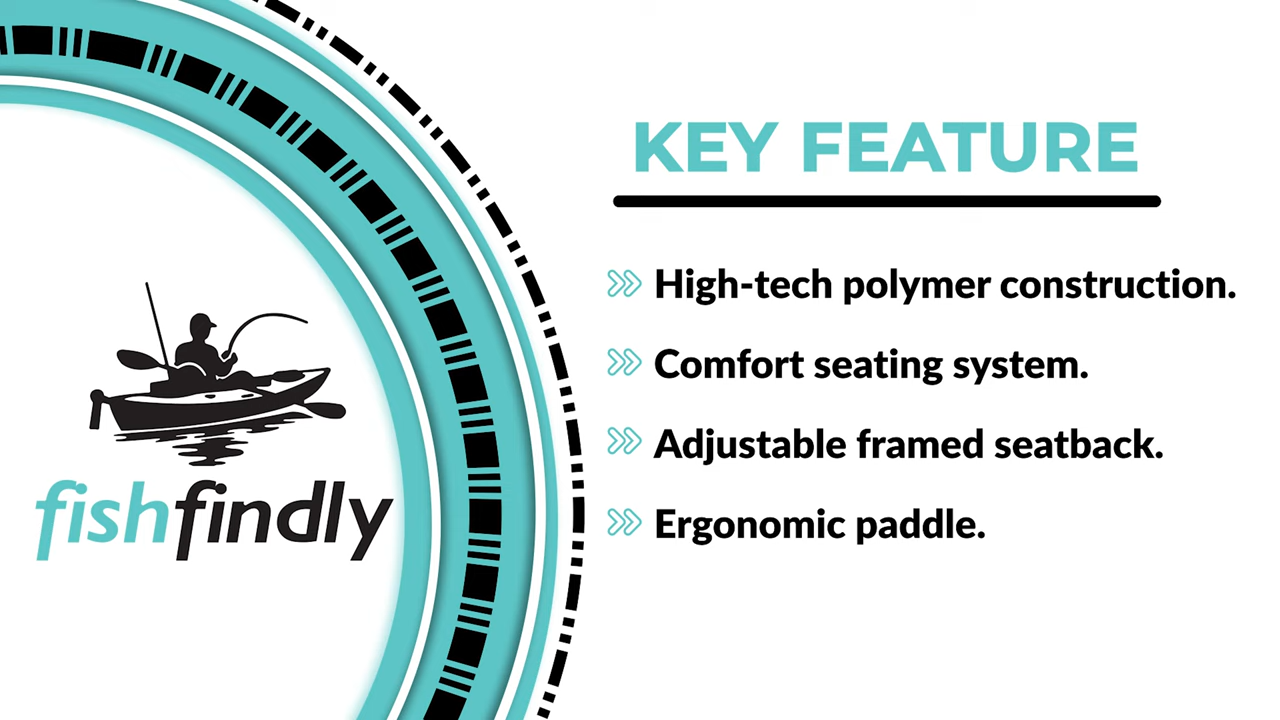 KEY FEATURE
High-tech polymer construction.
Comfort seating system.
Adjustable framed seatback.
Ergonomic paddle.
fishfindly